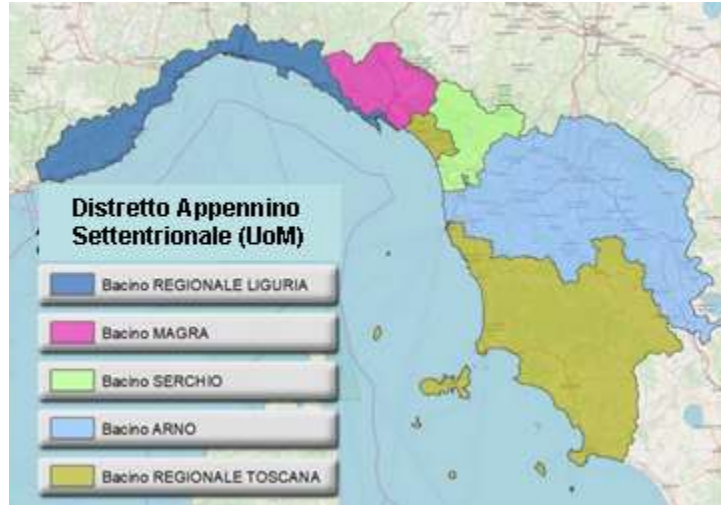 Distretto Appennino
Settentrionale (UoM)
Bacino REGIONALE LIGURIA
Bacino MAGRA
Bacino SERCHIO
Bacino ARNO
Bacino REGIONALE TOSCANA